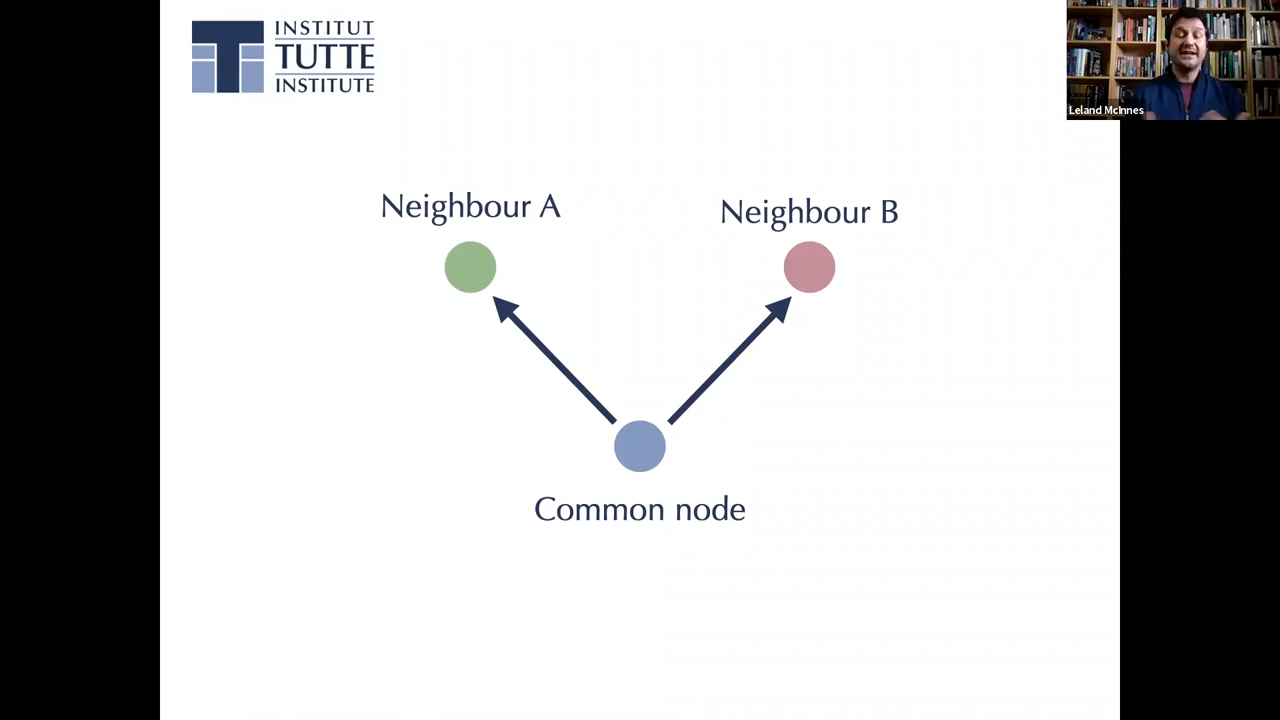 INSTITUT
TUTTE
INSTITUTE
Leland McInnes
Neighbour A
Neighbour B
Common node